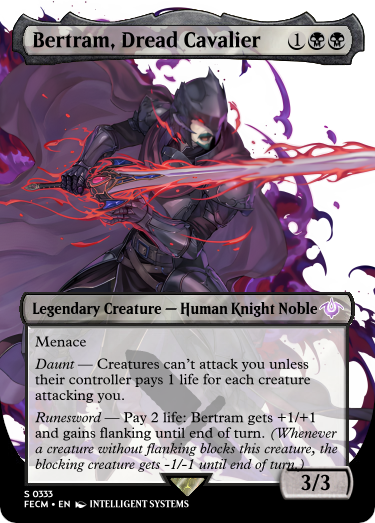 Bertram, Dread Cavalier 1
Legendary Creature — Human Knight Noble
Menace
Daunt — Creatures can't attack you unless
their controller pays 1 life for each creature
attacking you.
Runesword — Pay 2 life: Bertram gets +1/+1
and gains flanking until end of turn. (Whenever
a creature without flanking blocks this creature, the
blocking creature gets -1/-1 until end of turn.)
3/3
S 0333
FECM • EN INTELLIGENT SYSTEMS